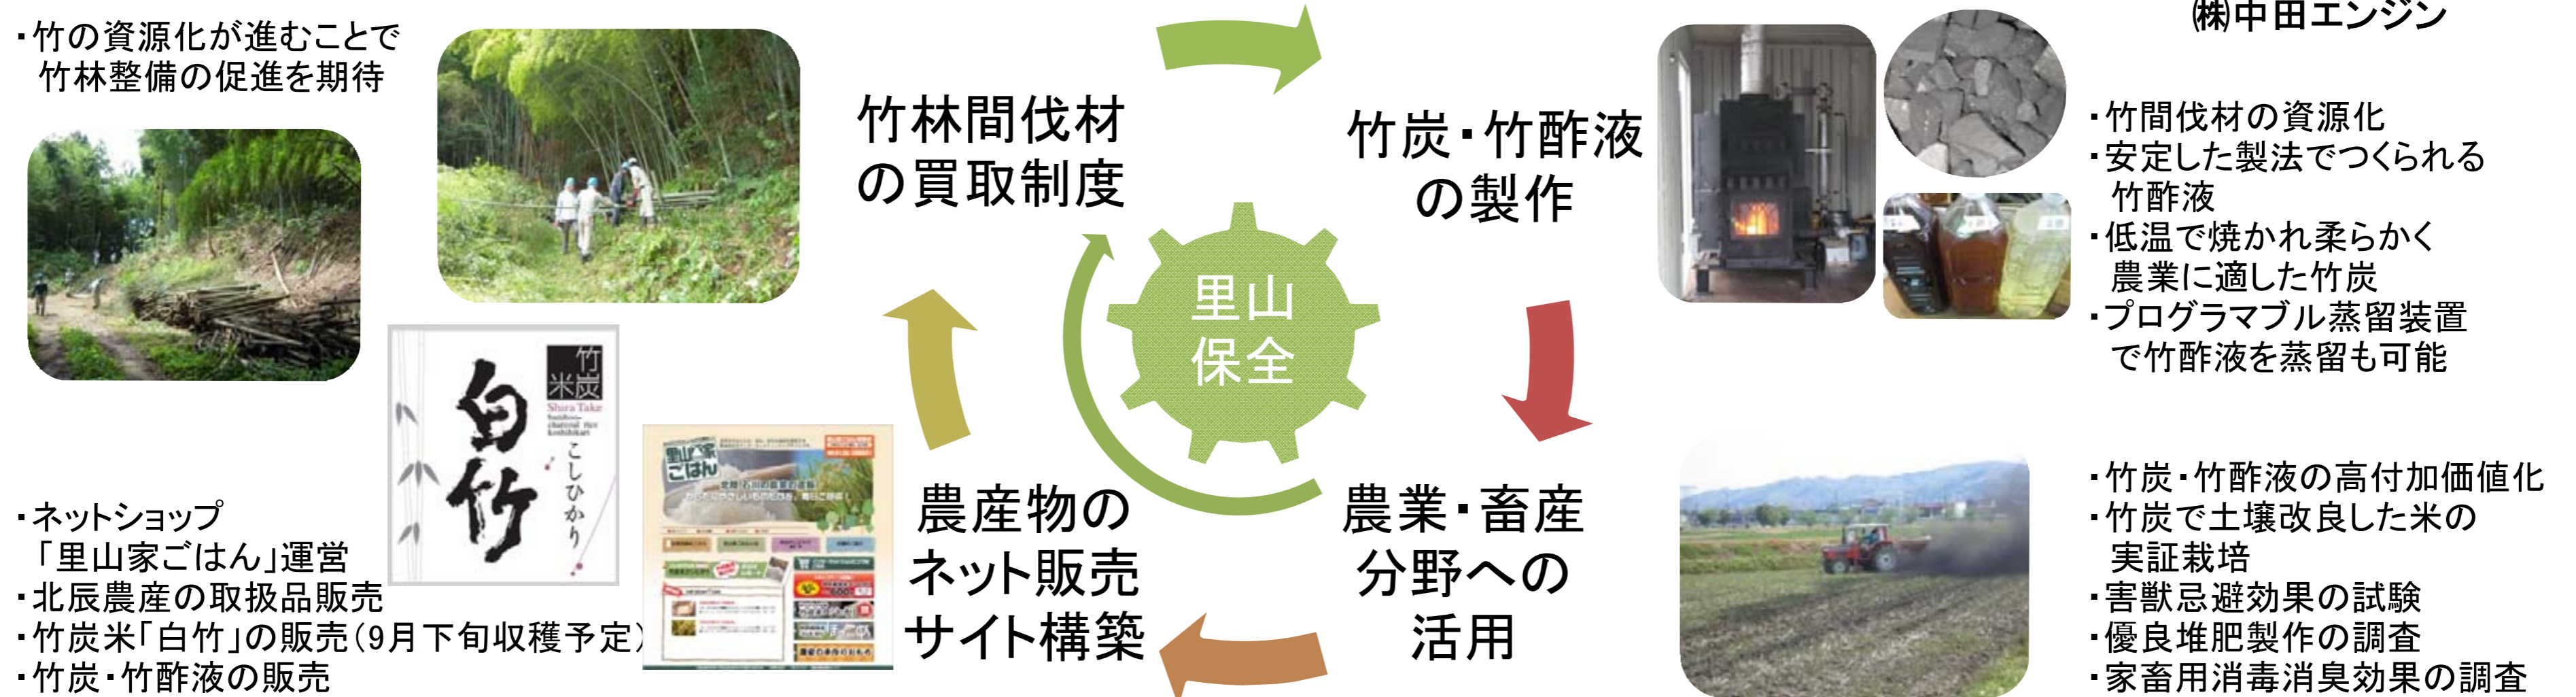 ・竹の資源化が進むことで
竹林整備の促進を期待
竹林間伐材
の買取制度
竹炭・竹酢液
の製作
㈱中田エンジン
・竹間伐材の資源化
・安定した製法でつくられる
竹酢液
・低温で焼かれ柔らかく
農業に適した竹炭
・プログラマブル蒸留装置
で竹酢液を蒸留も可能
里山
保全
農業・畜産
分野への
活用
・竹炭・竹酢液の高付加価値化
・竹炭で土壌改良した米の
実証栽培
・害獣忌避効果の試験
・優良堆肥製作の調査
・家畜用消毒消臭効果の調査
農産物の
ネット販売
サイト構築
・ネットショップ
「里山家ごはん」運営
・北辰農産の取扱品販売
・竹炭米「白竹」の販売(9月下旬収穫予定)
・竹炭・竹酢液の販売
竹炭米
Shira Take
bamboo-
charcoal rice
koshihikari
白竹
こしひかり
里山家
ごはん